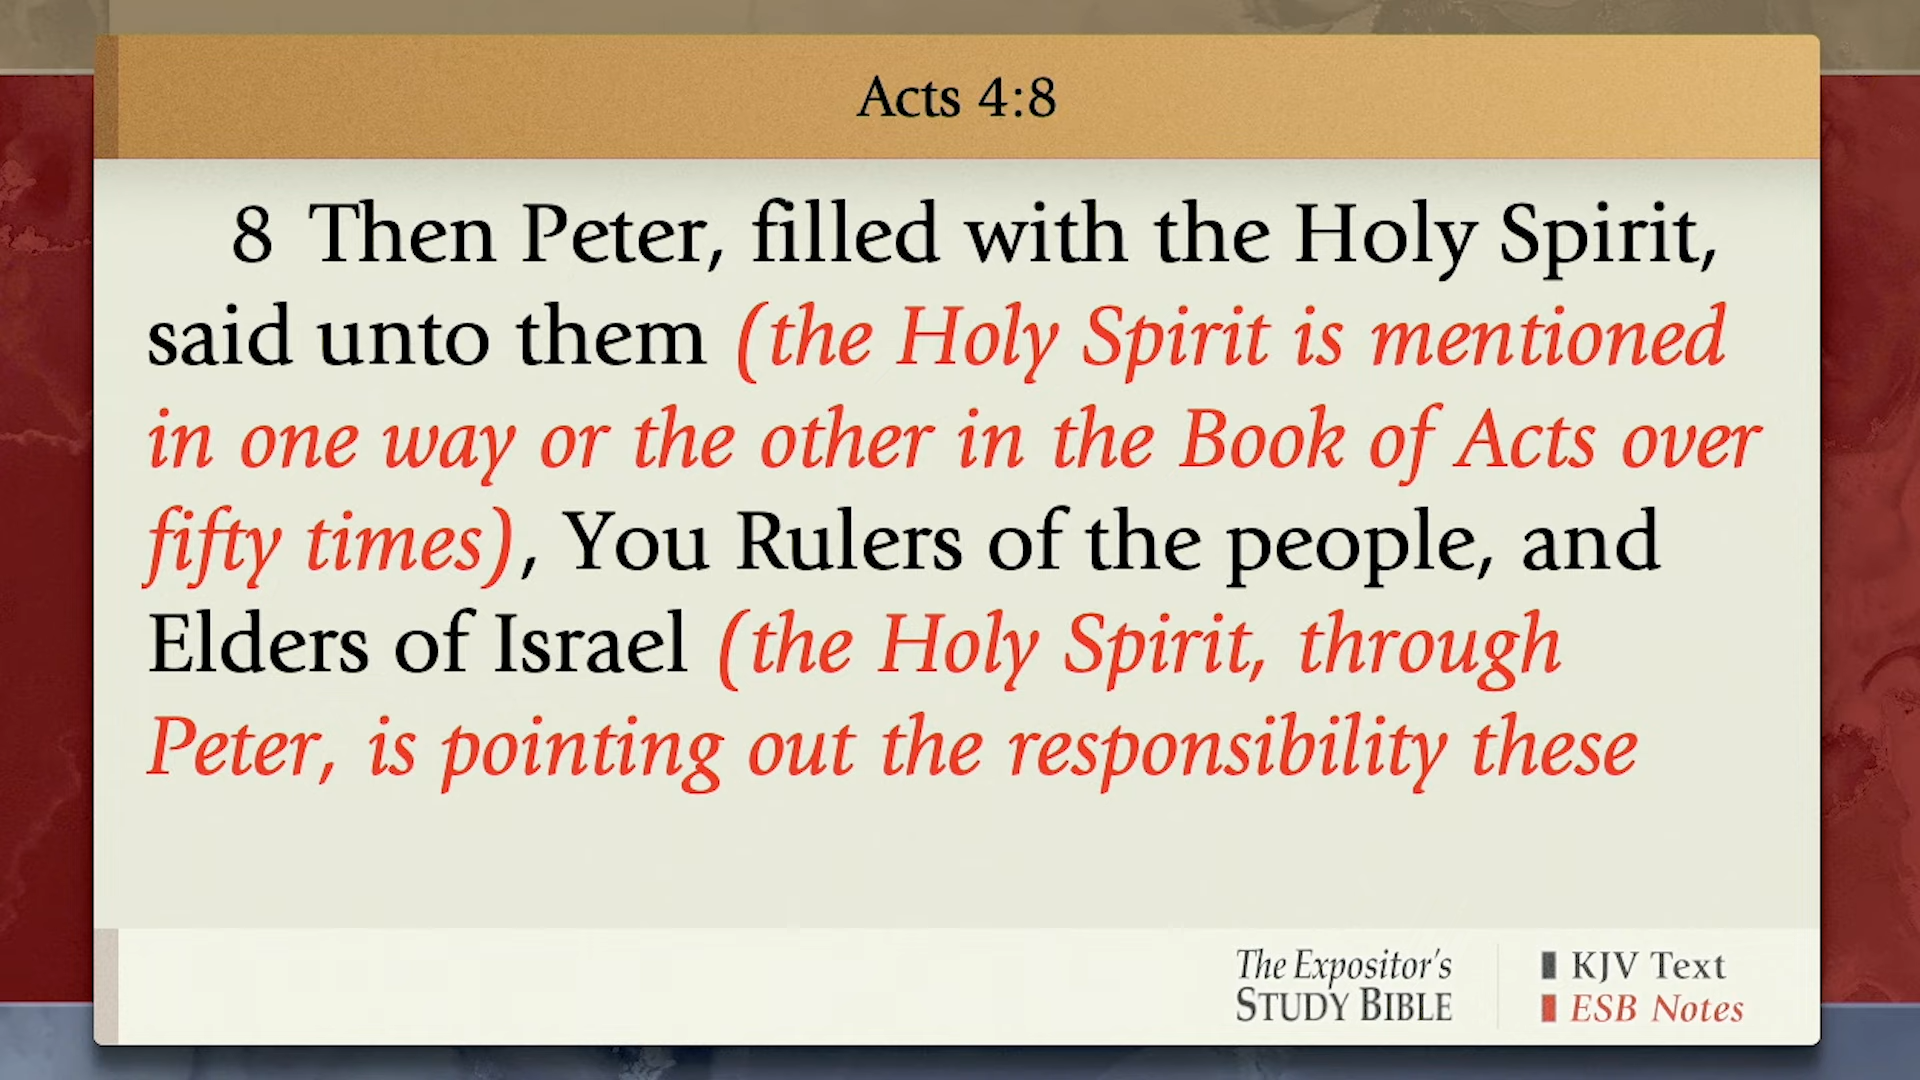 Acts 4:8
8 Then Peter, filled with the Holy Spirit,
said unto them (the Holy Spirit is mentioned
in one way or the other in the Book of Acts over
fifty times), You Rulers of the people, and
Elders of Israel (the Holy Spirit, through
Peter, is pointing out the responsibility these
The Expositor's
STUDY BIBLE
KJV Text
ESB Notes